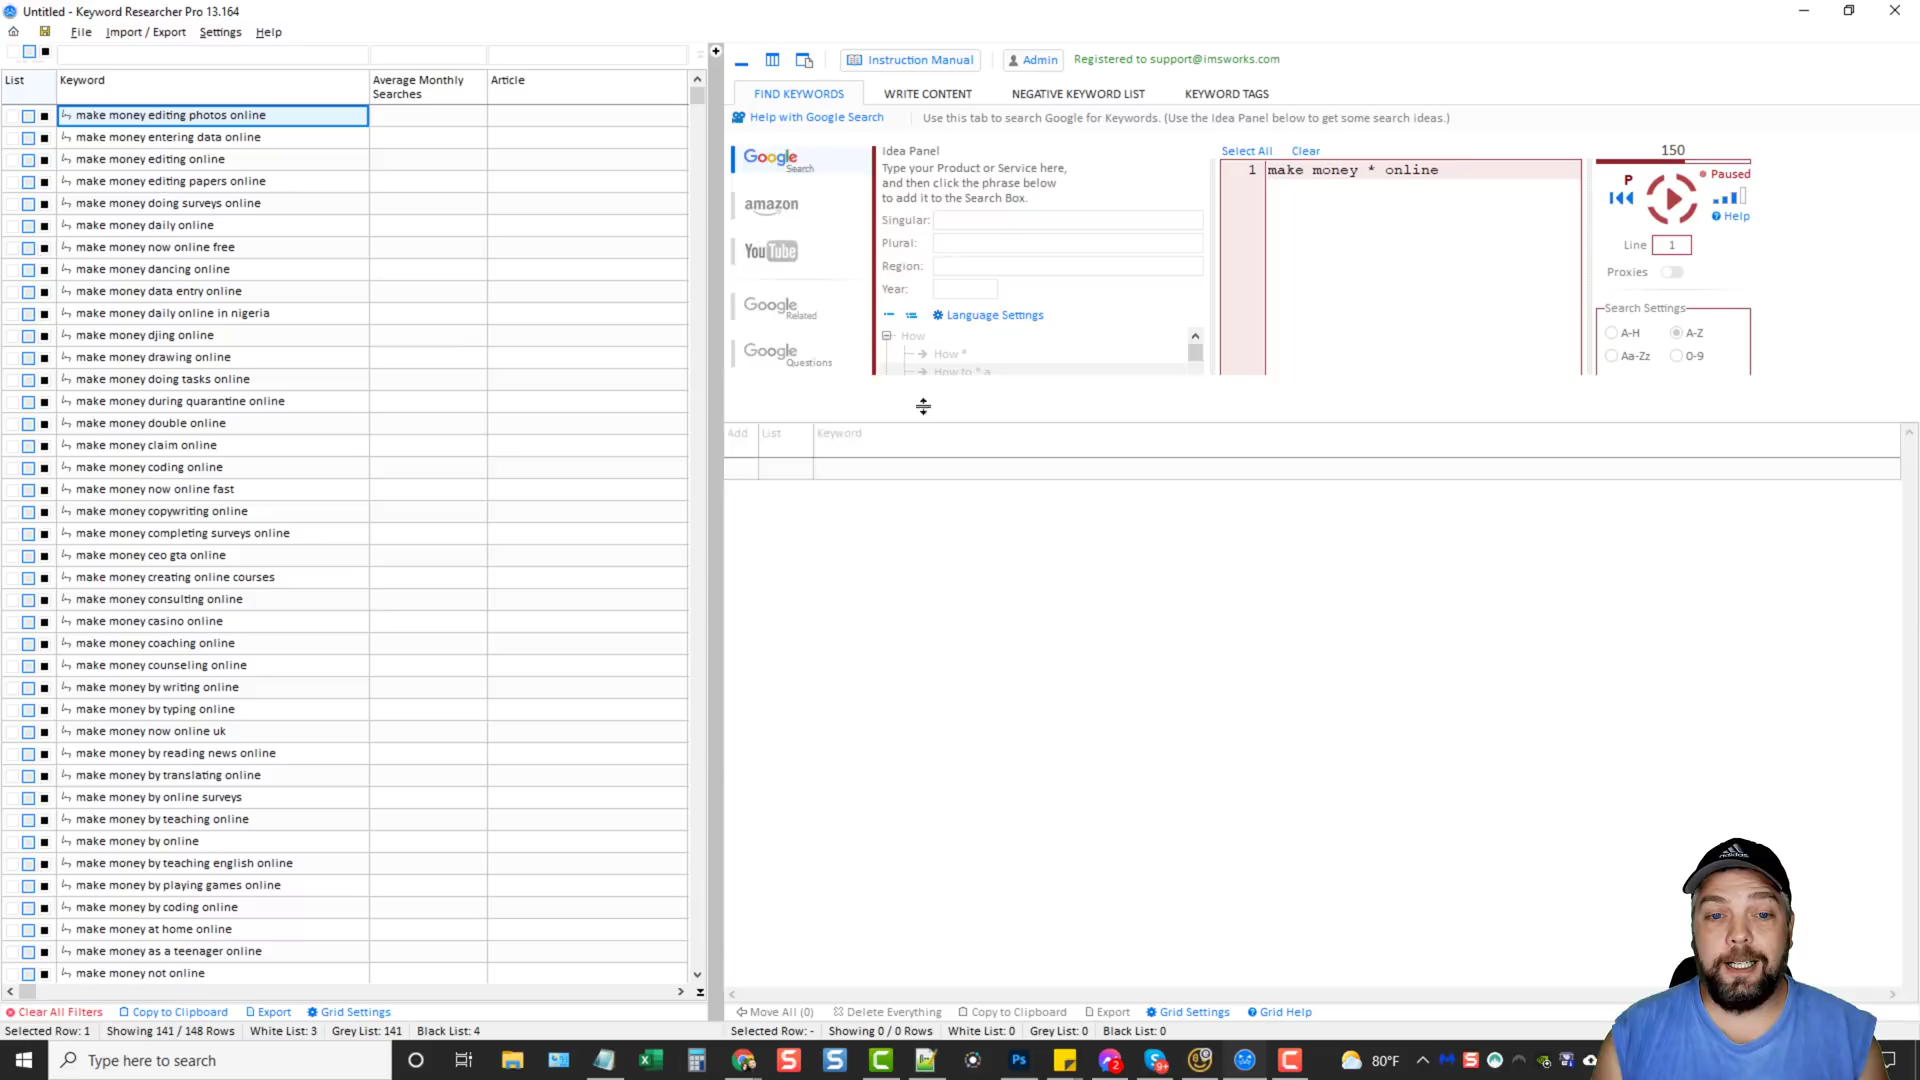 Untitled - Keyword Researcher Pro 13.164
File Import / Export Settings Help
List Keyword Average Monthly Searches Article
make money editing photos online
make money entering data online
make money editing online
make money editing papers online
make money doing surveys online
make money daily online
make money now online free
make money dancing online
make money data entry online
make money daily online in nigeria
make money djing online
make money drawing online
make money doing tasks online
make money during quarantine online
make money double online
make money claim online
make money coding online
make money now online fast
make money copywriting online
make money completing surveys online
make money ceo gta online
make money creating online courses
make money consulting online
make money casino online
make money coaching online
make money counseling online
make money by writing online
make money by typing online
make money now online uk
make money by reading news online
make money by translating online
make money by online surveys
make money by teaching online
make money by online
make money by teaching english online
make money by playing games online
make money by coding online
make money at home online
make money as a teenager online
make money not online
Clear All Filters Copy to Clipboard Export Grid Settings
Selected Row: 1 Showing 141 / 148 Rows White List: 3 Grey List: 141 Black List: 4
Instruction Manual Admin Registered to support@imsworks.com
FIND KEYWORDS WRITE CONTENT NEGATIVE KEYWORD LIST KEYWORD TAGS
Help with Google Search Use this tab to search Google for Keywords. (Use the Idea Panel below to get some search ideas.)
Google Search
amazon
YouTube
Google Related
Google Questions
Idea Panel
Type your Product or Service here,
and then click the phrase below
to add it to the Search Box.
Singular:
Plural:
Region:
Year:
Language Settings
How
How *
How to * a
Select All Clear
1 make money * online
150
P Paused
Help
Line 1
Proxies
Search Settings
A-H A-Z
Aa-Zz 0-9
Add List Keyword
Move All (0) Delete Everything Copy to Clipboard Export Grid Settings Grid Help
Selected Row: - Showing 0 / 0 Rows White List: 0 Grey List: 0 Black List: 0
adidas
Type here to search
Ps
2
9+
80°F